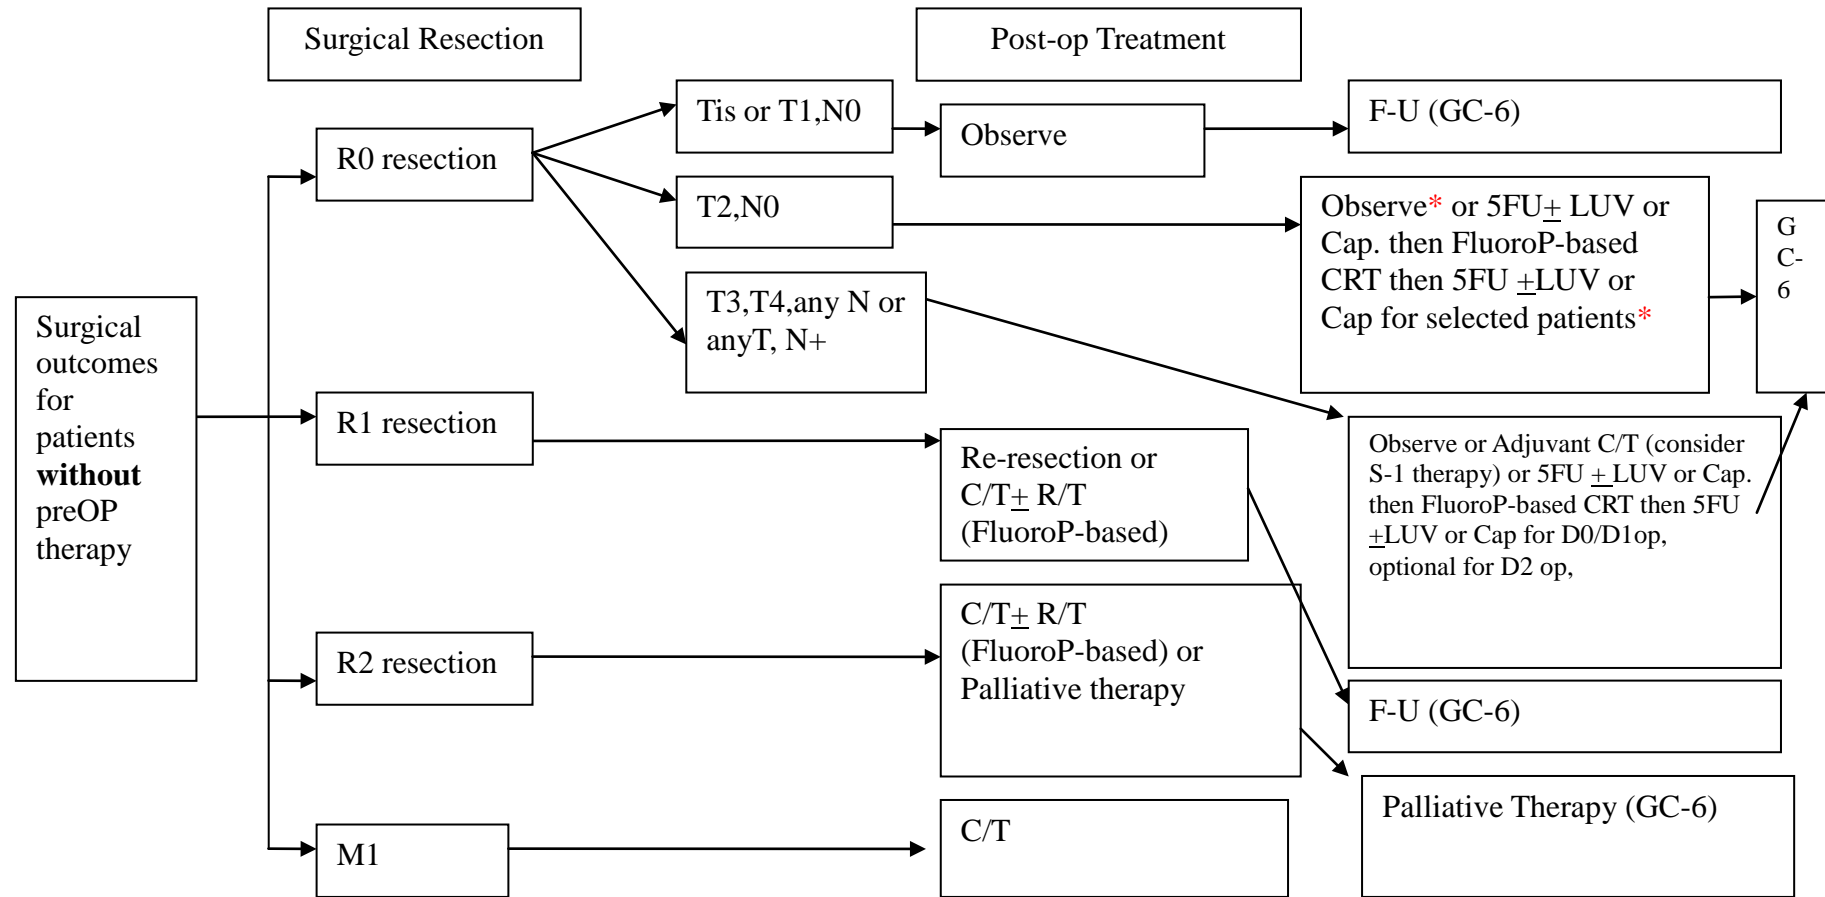 Surgical Resection
Post-op Treatment
Surgical
outcomes
for
patients
without
preOP
therapy
R0 resection
Tis or T1,N0
Observe
F-U (GC-6)
T2,N0
Observe* or 5FU+ LUV or
Cap. then FluoroP-based
CRT then 5FU +LUV or
Cap for selected patients*
G
C-
6
T3,T4,any N or
anyT, N+
Observe or Adjuvant C/T (consider
S-1 therapy) or 5FU + LUV or Cap.
then FluoroP-based CRT then 5FU
+LUV or Cap for D0/D1op,
optional for D2 op,
R1 resection
Re-resection or
C/T+ R/T
(FluoroP-based)
F-U (GC-6)
R2 resection
C/T+ R/T
(FluoroP-based) or
Palliative therapy
Palliative Therapy (GC-6)
M1
C/T